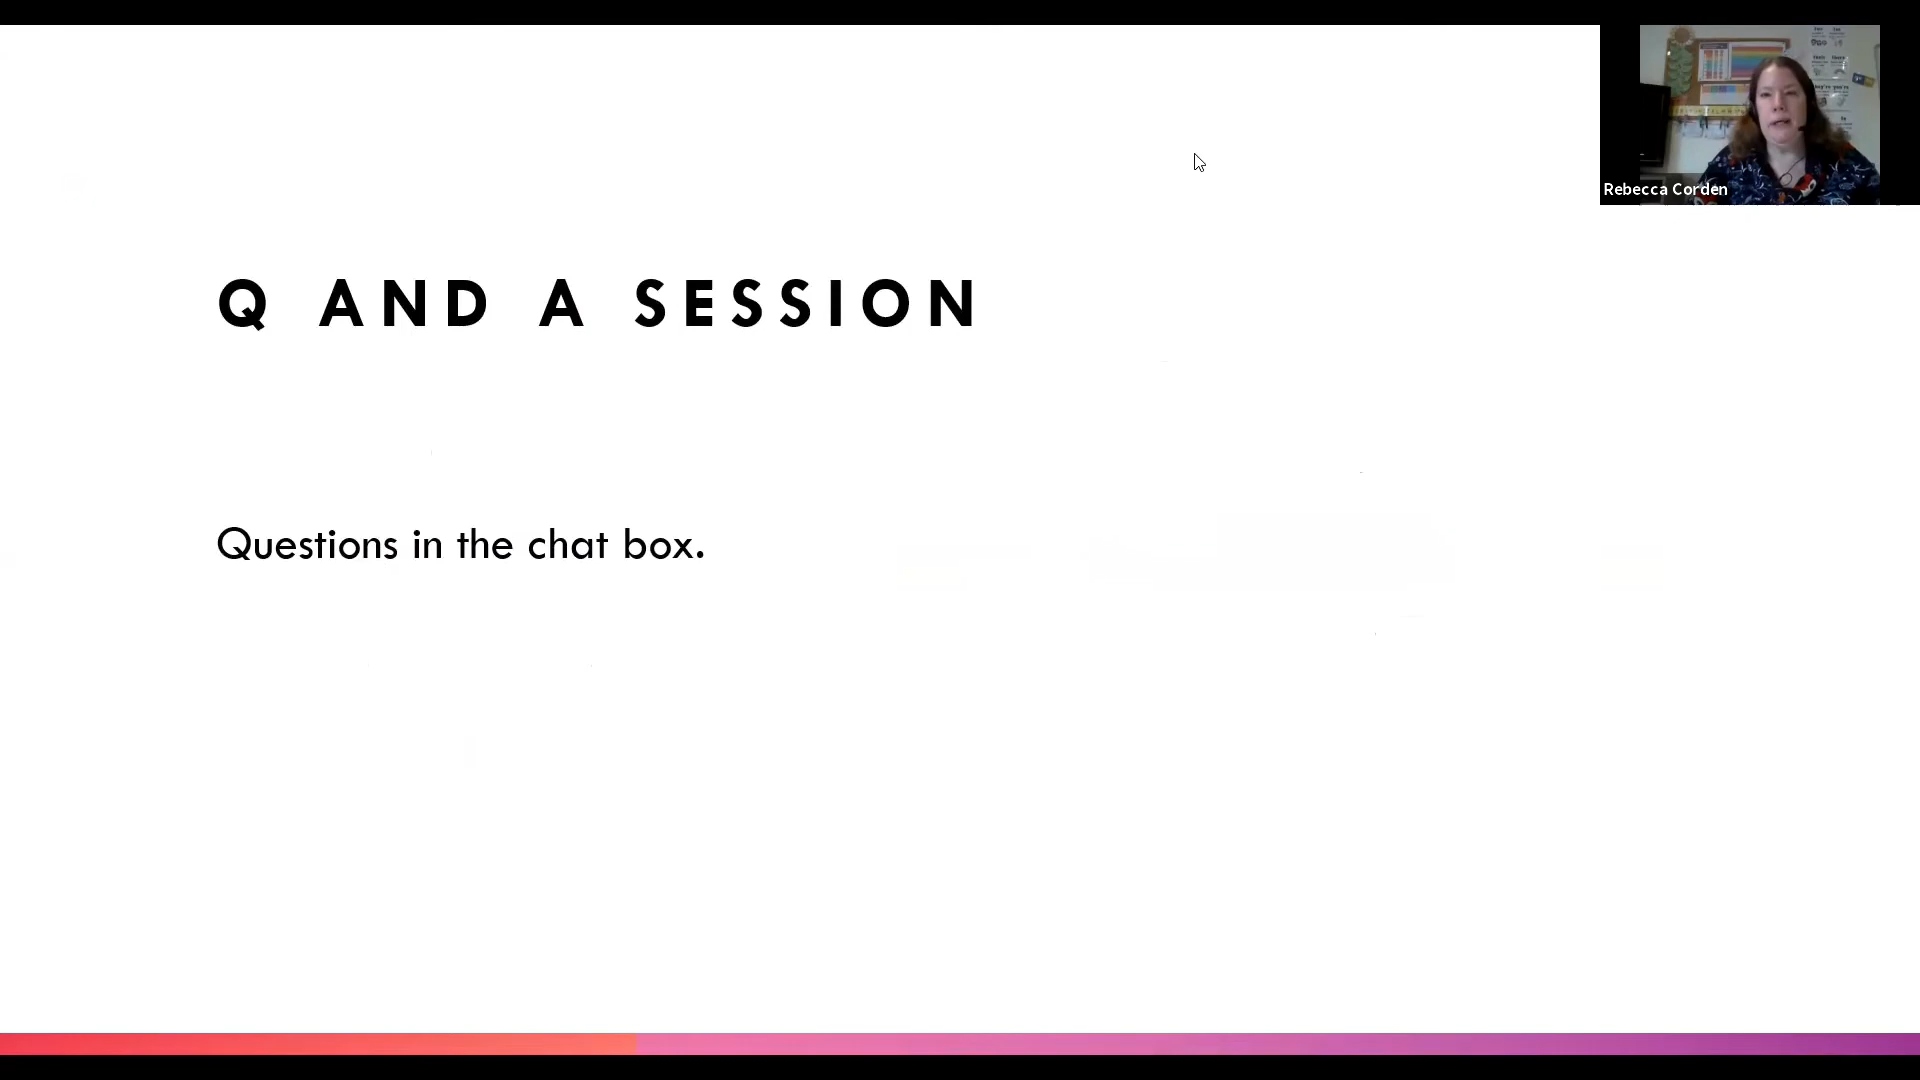 Q AND A SESSION
Questions in the chat box.
Rebecca Corden